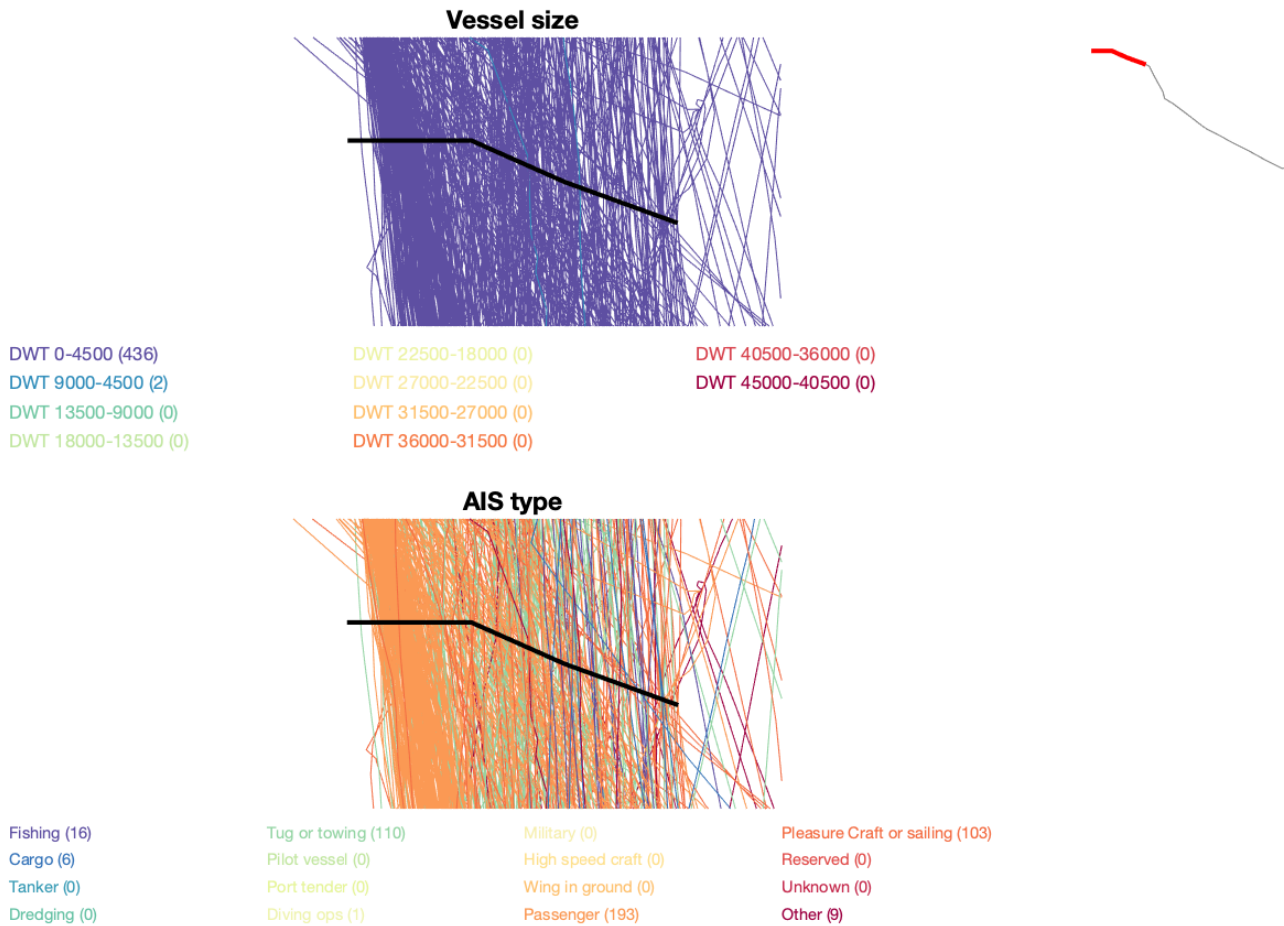 Vessel size
DWT 0-4500 (436) DWT 22500-18000 (0) DWT 40500-36000 (0)
DWT 9000-4500 (2) DWT 27000-22500 (0) DWT 45000-40500 (0)
DWT 13500-9000 (0) DWT 31500-27000 (0)
DWT 18000-13500 (0) DWT 36000-31500 (0)
AIS type
Fishing (16) Tug or towing (110) Military (0) Pleasure Craft or sailing (103)
Cargo (6) Pilot vessel (0) High speed craft (0) Reserved (0)
Tanker (0) Port tender (0) Wing in ground (0) Unknown (0)
Dredging (0) Diving ops (1) Passenger (193) Other (9)